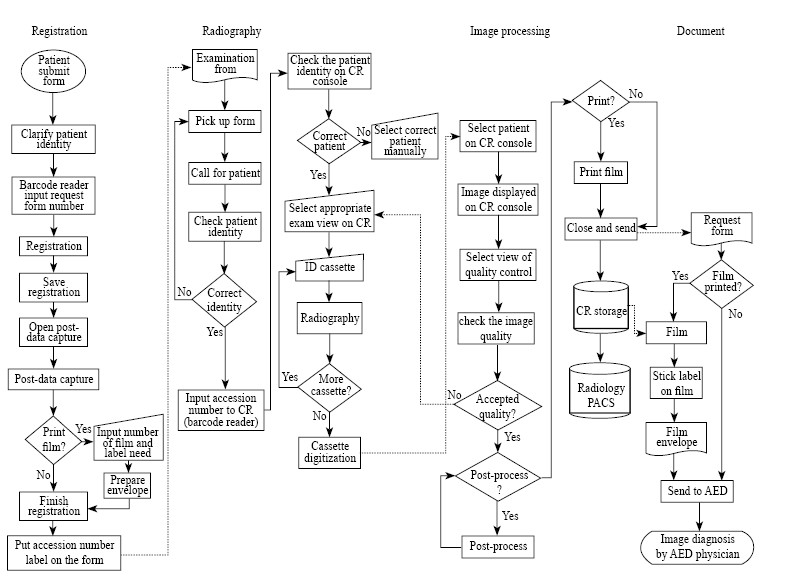 Registration
Radiography
Image processing
Document
Patient
submit
form
Clarify patient
identity
Barcode reader
input request
form number
Registration
Save
registration
Open post-
data capture
Post-data capture
Print
film?
Yes
No
Input number
of film and
label need
Prepare
envelope
Finish
registration
Put accession number
label on the form
Examination
from
Pick up form
Call for patient
Check patient
identity
Correct
identity
No
Yes
Input accession
number to CR
(barcode reader)
Check the patient
identity on CR
console
Correct
patient
No
Yes
Select correct
patient
manually
Select appropriate
exam view on CR
ID cassette
Radiography
More
cassette?
Yes
No
Cassette
digitization
Select patient
on CR console
Image displayed
on CR console
Select view of
quality control
check the image
quality
Accepted
quality?
No
Yes
Post-process
?
Yes
Post-process
Print?
No
Yes
Print film
Close and send
CR storage
Radiology
PACS
Request
form
Film
printed?
Yes
No
Film
Stick label
on film
Film
envelope
Send to AED
Image diagnosis
by AED physician